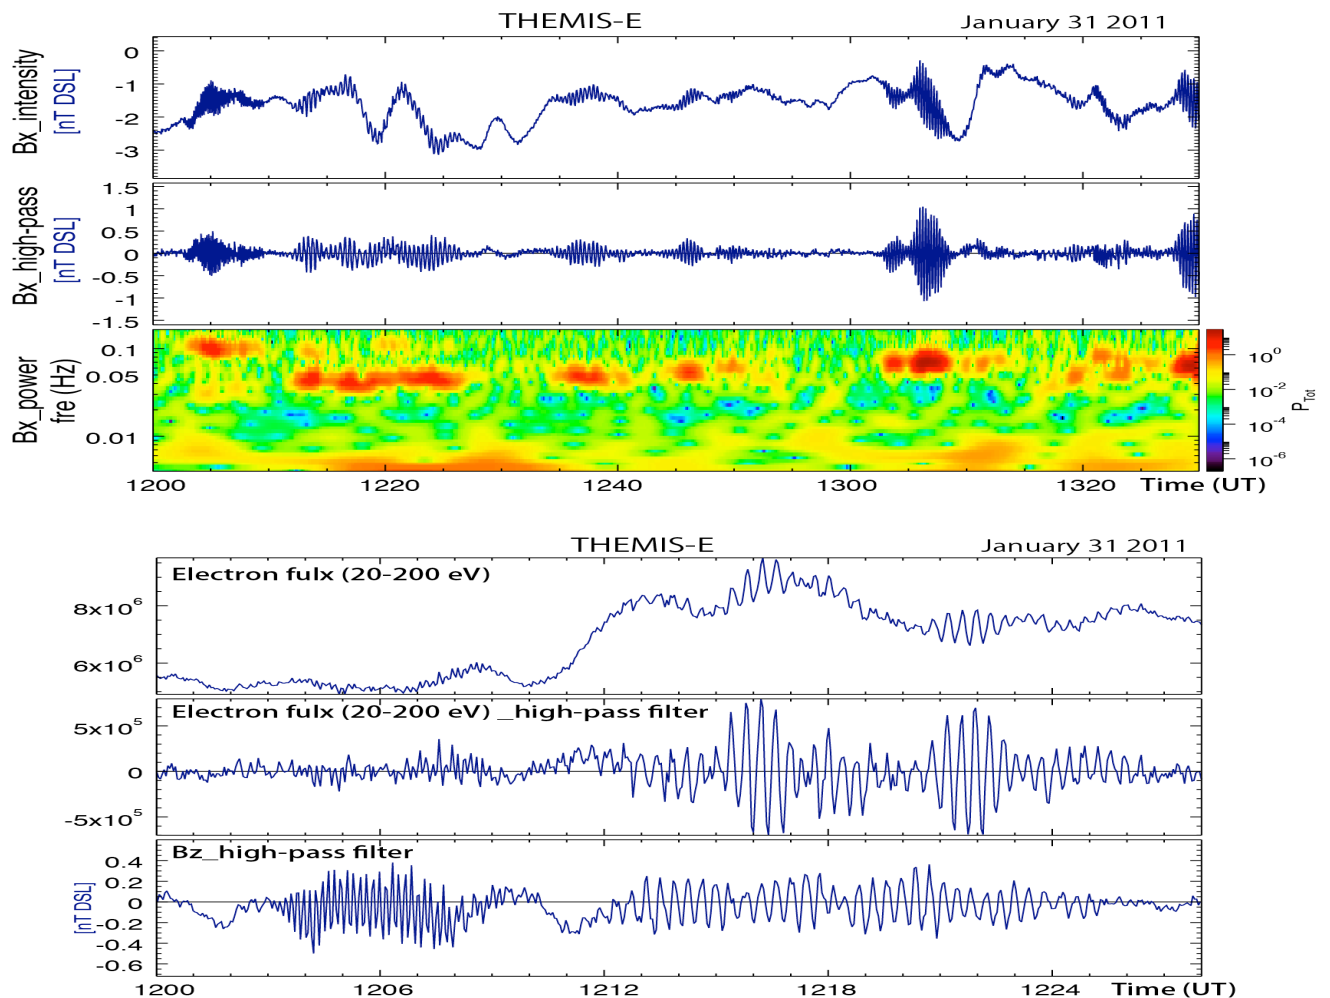 THEMIS-E January 31 2011
Bx_intensity
[nT DSL]
0
-1
-2
-3
Bx_high-pass
[nT DSL]
1.5
1
0.5
0
-0.5
-1
-1.5
Bx_power
fre (Hz)
0.1
0.05
0.01
10⁰
10⁻²
10⁻⁴
10⁻⁶
P_Tot
1200 1220 1240 1300 1320 Time (UT)
THEMIS-E January 31 2011
Electron fulx (20-200 eV)
8x10⁶
6x10⁶
Electron fulx (20-200 eV) _high-pass filter
5x10⁵
0
-5x10⁵
Bz_high-pass filter
[nT DSL]
0.4
0.2
0
-0.2
-0.4
-0.6
1200 1206 1212 1218 1224 Time (UT)